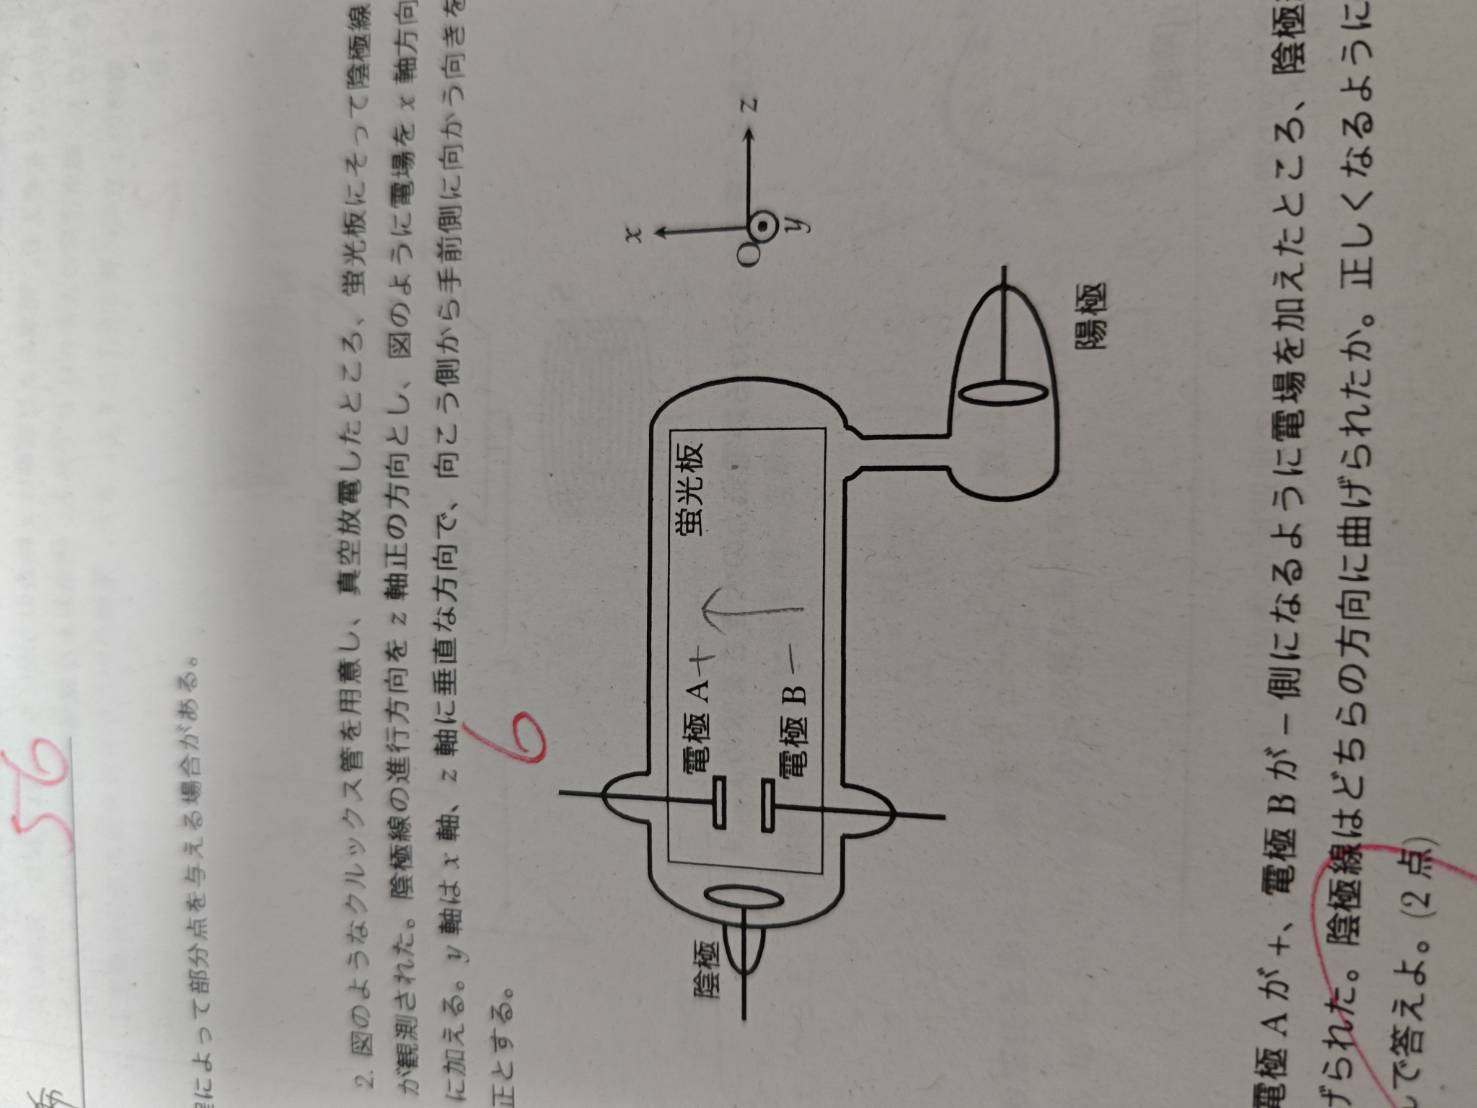 56
によって部分点を与える場合がある。
2. 図のようなクルックス管を用意し、真空放電したところ、蛍光板にそって陰極線
が観測された。陰極線の進行方向を z 軸正の方向とし、図のように電場を x 軸方向
に加える。y 軸は x 軸、z 軸に垂直な方向で、向こう側から手前側に向かう向きを
正とする。
6
陰極
電極 A +
蛍光板
電極 B −
x
O
z
y
陽極
電極 A が +、電極 B が − 側になるように電場を加えたところ、陰極
げられた。陰極線はどちらの方向に曲げられたか。正しくなるように
で答えよ。(2 点)